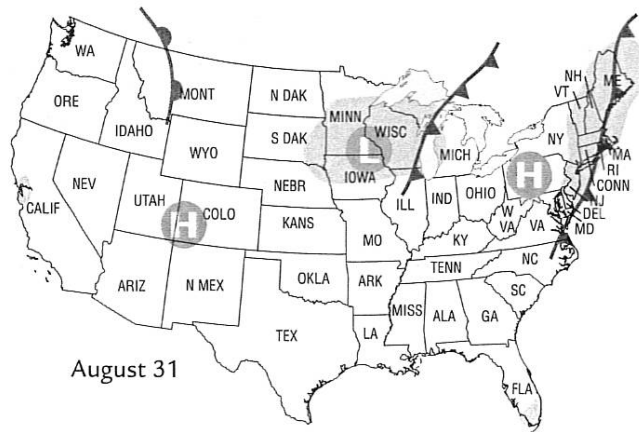 WA
ORE
IDAHO
MONT
N DAK
S DAK
MINN
WISC
MICH
L
IOWA
WYO
NEBR
NEV
CALIF
UTAH
H
COLO
KANS
MO
ILL
IND
OHIO
H
NY
NH
VT
ME
MA
RI
CONN
NJ
DEL
MD
W
VA
VA
KY
NC
TENN
SC
ARIZ
N MEX
OKLA
ARK
TEX
LA
MISS
ALA
GA
FLA
August 31